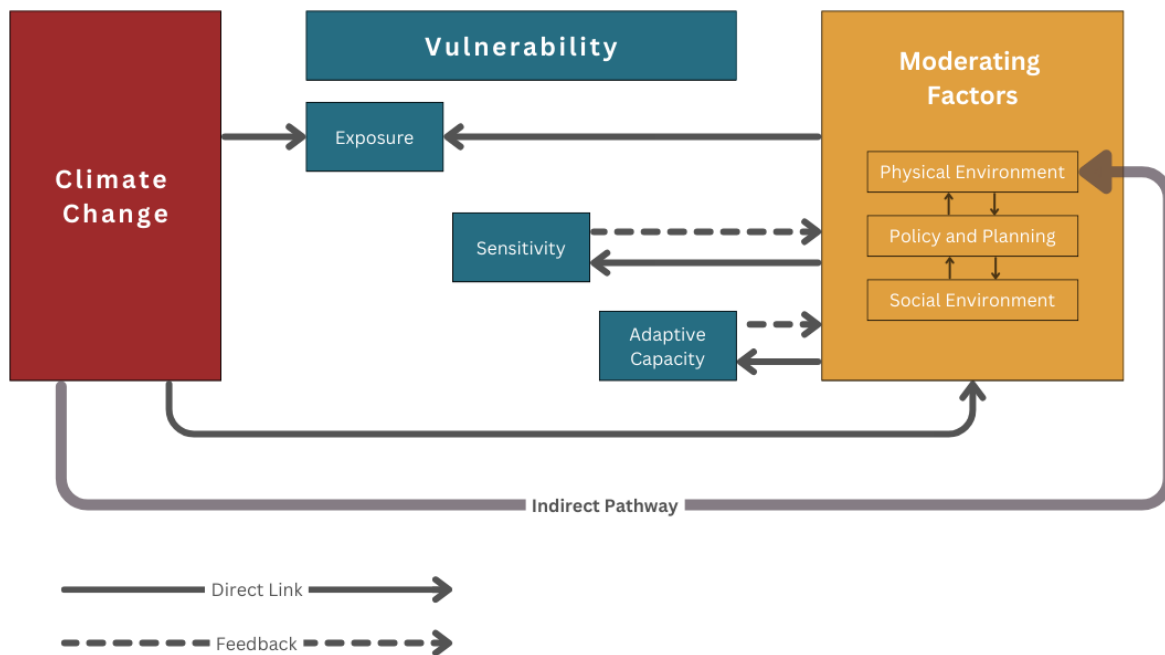 Climate
Change
Vulnerability
Exposure
Sensitivity
Adaptive
Capacity
Moderating
Factors
Physical Environment
Policy and Planning
Social Environment
Indirect Pathway
Direct Link
Feedback